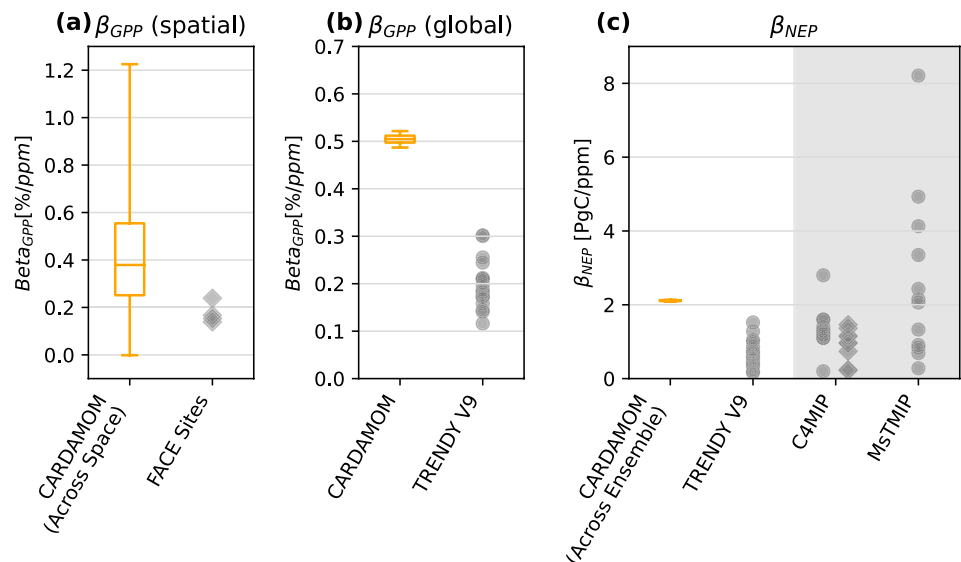 (a) β_GPP (spatial)
Beta_GPP[%/ppm]
1.2
1.0
0.8
0.6
0.4
0.2
0.0
CARDAMOM
(Across Space)
FACE Sites
(b) β_GPP (global)
Beta_GPP[%/ppm]
0.7
0.6
0.5
0.4
0.3
0.2
0.1
0.0
CARDAMOM
TRENDY V9
(c) β_NEP
β_NEP [PgC/ppm]
8
6
4
2
0
CARDAMOM
(Across Ensemble)
TRENDY V9
C4MIP
MsTMIP